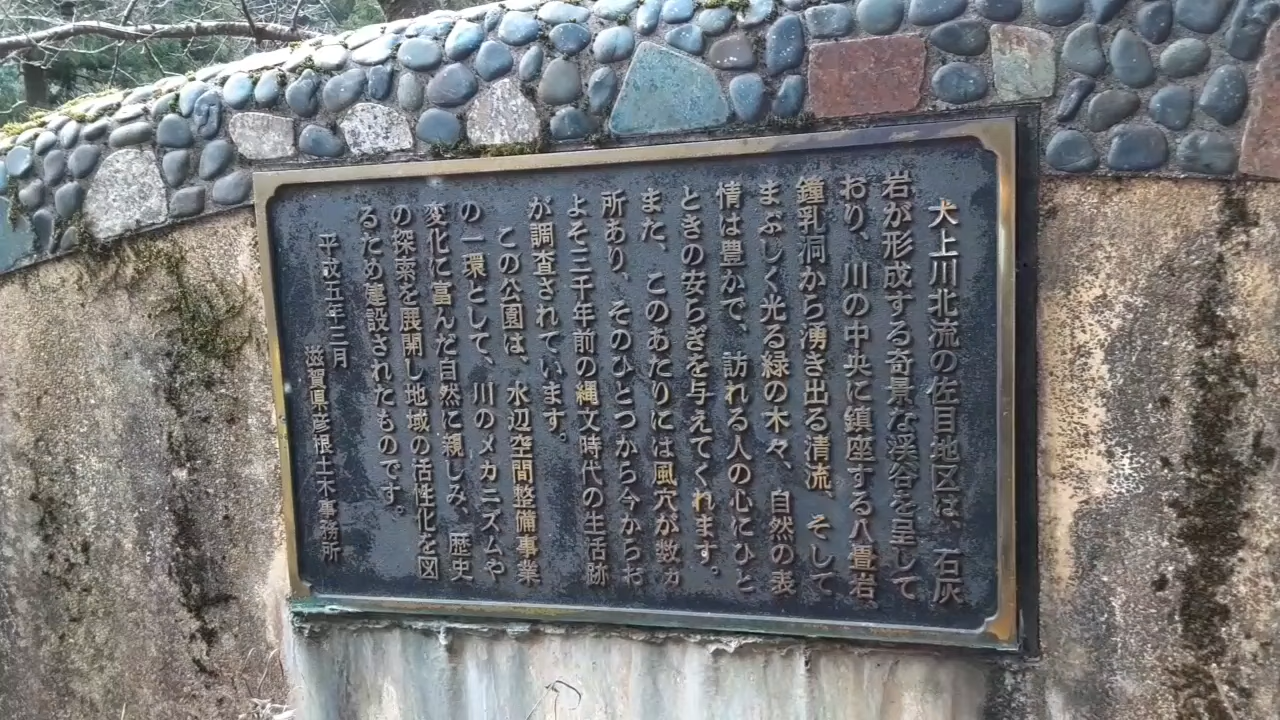 犬上川北流の佐目地区は、石灰
岩が形成する奇景な渓谷を呈して
おり、川の中央に鎮座する八畳岩、
鐘乳洞から湧き出る清流、そして
まぶしく光る緑の木々、自然の表
情は豊かで、訪れる人の心にひと
ときの安らぎを与えてくれます。
また、このあたりには風穴が数ヵ
所あり、そのひとつから今からお
よそ三千年前の縄文時代の生活跡
が調査されています。
この公園は、水辺空間整備事業
の一環として、川のメカニズムや
変化に富んだ自然に親しみ、歴史
の探索を展開し地域の活性化を図
るため建設されたものです。
平成五年三月
滋賀県彦根土木事務所